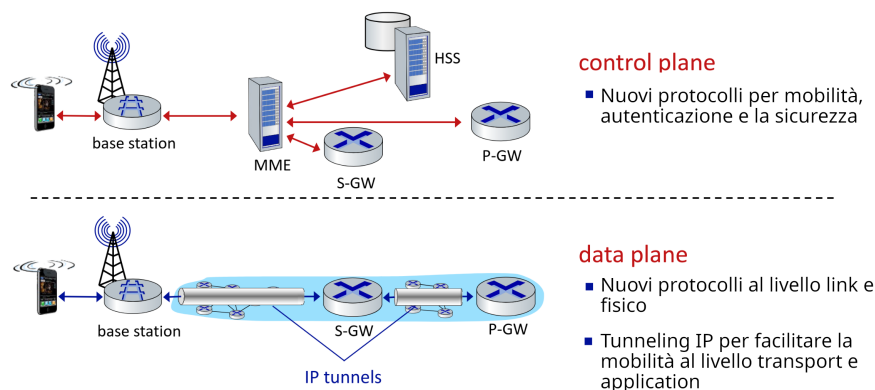 HSS
control plane
Nuovi protocolli per mobilità,
autenticazione e la sicurezza
base station
MME
P-GW
S-GW
data plane
Nuovi protocolli al livello link e
fisico
base station
S-GW
P-GW
Tunneling IP per facilitare la
mobilità al livello transport e
application
IP tunnels